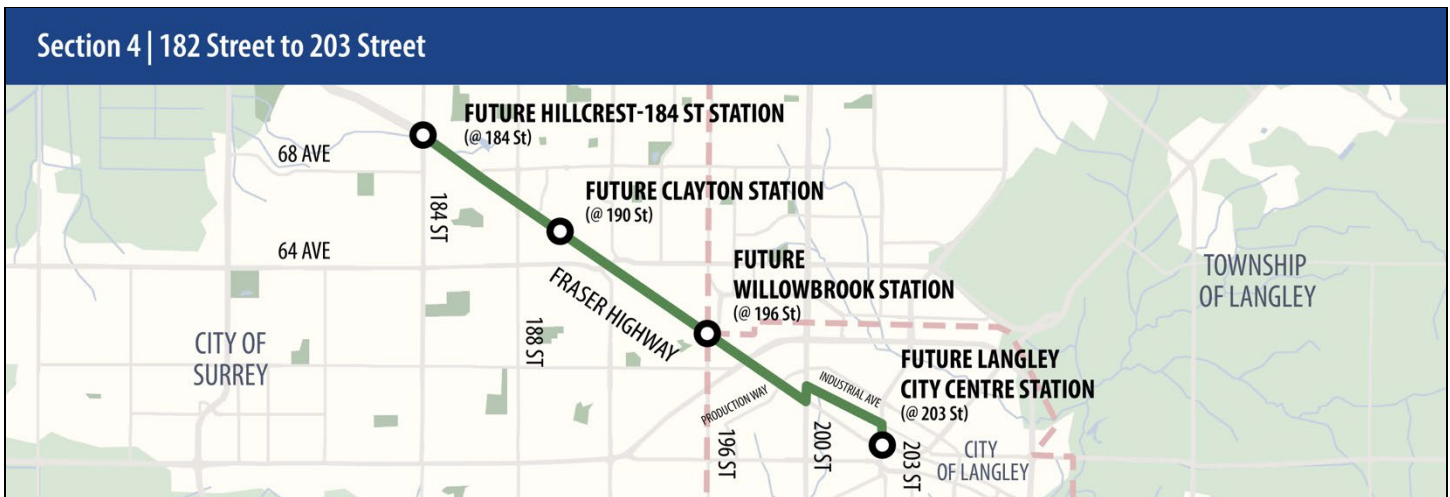 Section 4 | 182 Street to 203 Street
FUTURE HILLCREST-184 ST STATION
(@ 184 St)
68 AVE
FUTURE CLAYTON STATION
(@ 190 St)
184 ST
64 AVE
FUTURE
WILLOWBROOK STATION
(@ 196 St)
TOWNSHIP
OF LANGLEY
FRASER HIGHWAY
188 ST
CITY OF
SURREY
FUTURE LANGLEY
CITY CENTRE STATION
(@ 203 St)
INDUSTRIAL AVE
PRODUCTION WAY
196 ST
200 ST
203 ST
CITY
OF LANGLEY